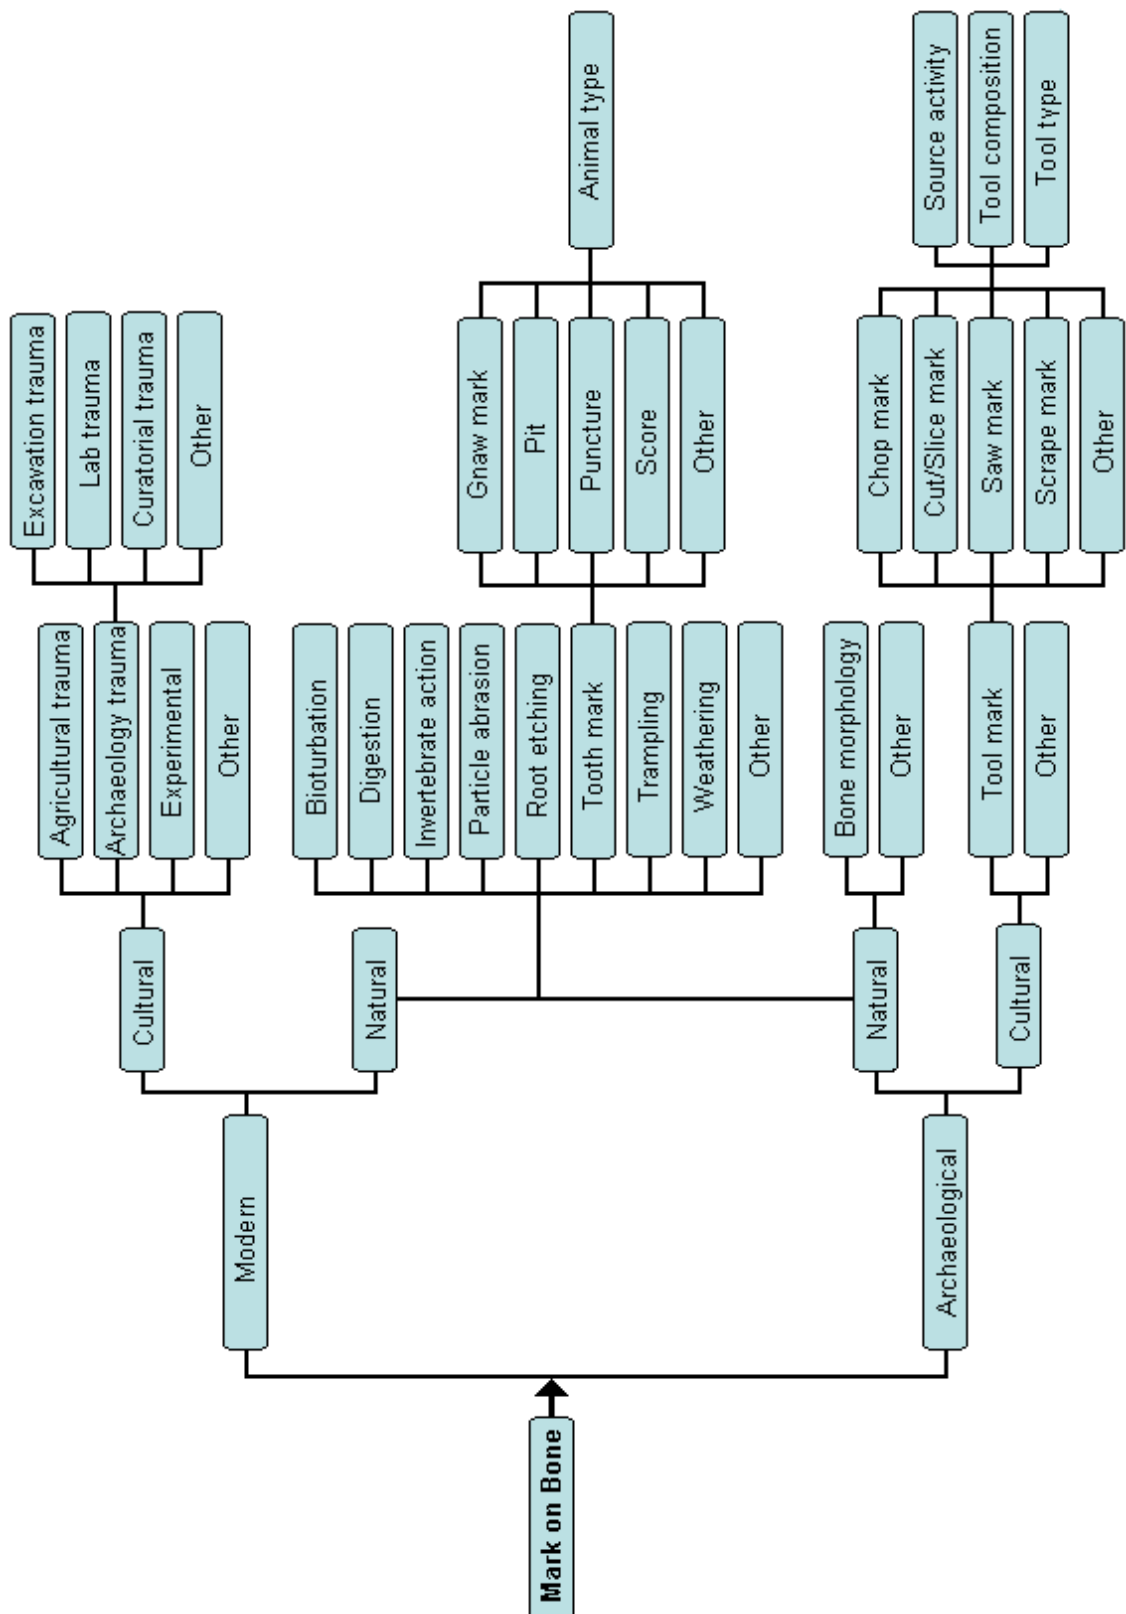 Mark on Bone
Modern
Archaeological
Cultural
Natural
Natural
Cultural
Agricultural trauma
Archaeology trauma
Experimental
Other
Bioturbation
Digestion
Invertebrate action
Particle abrasion
Root etching
Tooth mark
Trampling
Weathering
Other
Bone morphology
Other
Tool mark
Other
Excavation trauma
Lab trauma
Curatorial trauma
Other
Gnaw mark
Pit
Puncture
Score
Other
Chop mark
Cut/Slice mark
Saw mark
Scrape mark
Other
Animal type
Source activity
Tool composition
Tool type